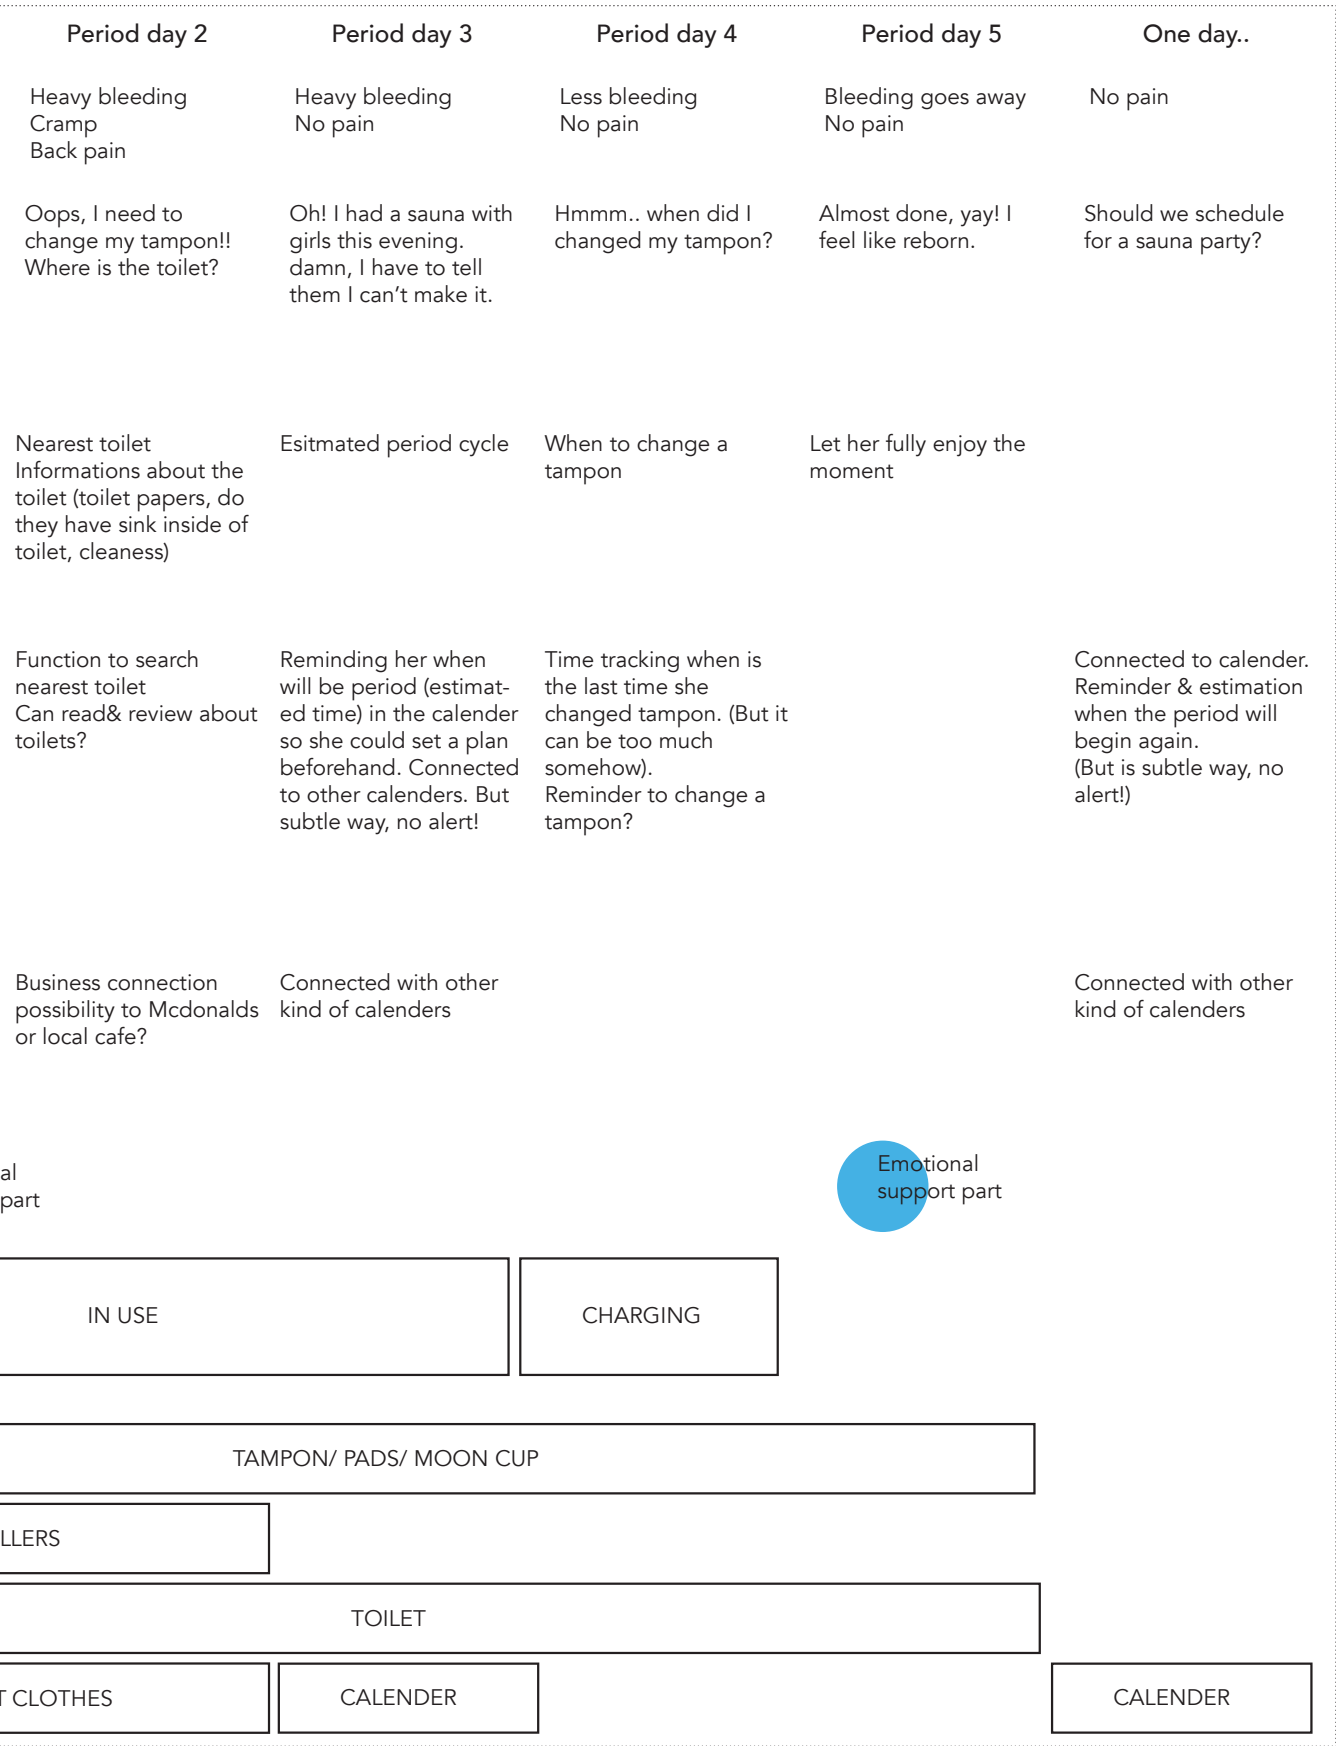 Period day 2
Period day 3
Period day 4
Period day 5
One day..
Heavy bleeding
Cramp
Back pain
Heavy bleeding
No pain
Less bleeding
No pain
Bleeding goes away
No pain
No pain
Oops, I need to
change my tampon!!
Where is the toilet?
Oh! I had a sauna with
girls this evening.
damn, I have to tell
them I can't make it.
Hmmm.. when did I
changed my tampon?
Almost done, yay! I
feel like reborn.
Should we schedule
for a sauna party?
Nearest toilet
Informations about the
toilet (toilet papers, do
they have sink inside of
toilet, cleaness)
Esitmated period cycle
When to change a
tampon
Let her fully enjoy the
moment
Function to search
nearest toilet
Can read& review about
toilets?
Reminding her when
will be period (estimat-
ed time) in the calender
so she could set a plan
beforehand. Connected
to other calenders. But
subtle way, no alert!
Time tracking when is
the last time she
changed tampon. (But it
can be too much
somehow).
Reminder to change a
tampon?
Connected to calender.
Reminder & estimation
when the period will
begin again.
(But is subtle way, no
alert!)
Business connection
possibility to Mcdonalds
or local cafe?
Connected with other
kind of calenders
Connected with other
kind of calenders
al
part
Emotional
support part
IN USE
CHARGING
TAMPON/ PADS/ MOON CUP
LLERS
TOILET
T CLOTHES
CALENDER
CALENDER